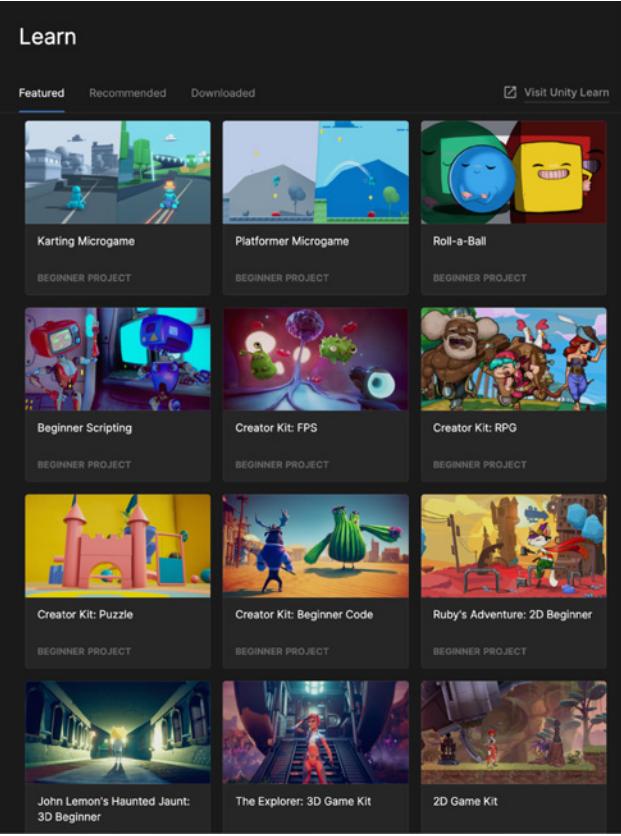 Learn
Featured Recommended Downloaded Visit Unity Learn
Karting Microgame Platformer Microgame Roll-a-Ball
BEGINNER PROJECT BEGINNER PROJECT BEGINNER PROJECT
Beginner Scripting Creator Kit: FPS Creator Kit: RPG
BEGINNER PROJECT BEGINNER PROJECT BEGINNER PROJECT
Creator Kit: Puzzle Creator Kit: Beginner Code Ruby's Adventure: 2D Beginner
BEGINNER PROJECT BEGINNER PROJECT BEGINNER PROJECT
John Lemon's Haunted Jaunt: The Explorer: 3D Game Kit 2D Game Kit
3D Beginner